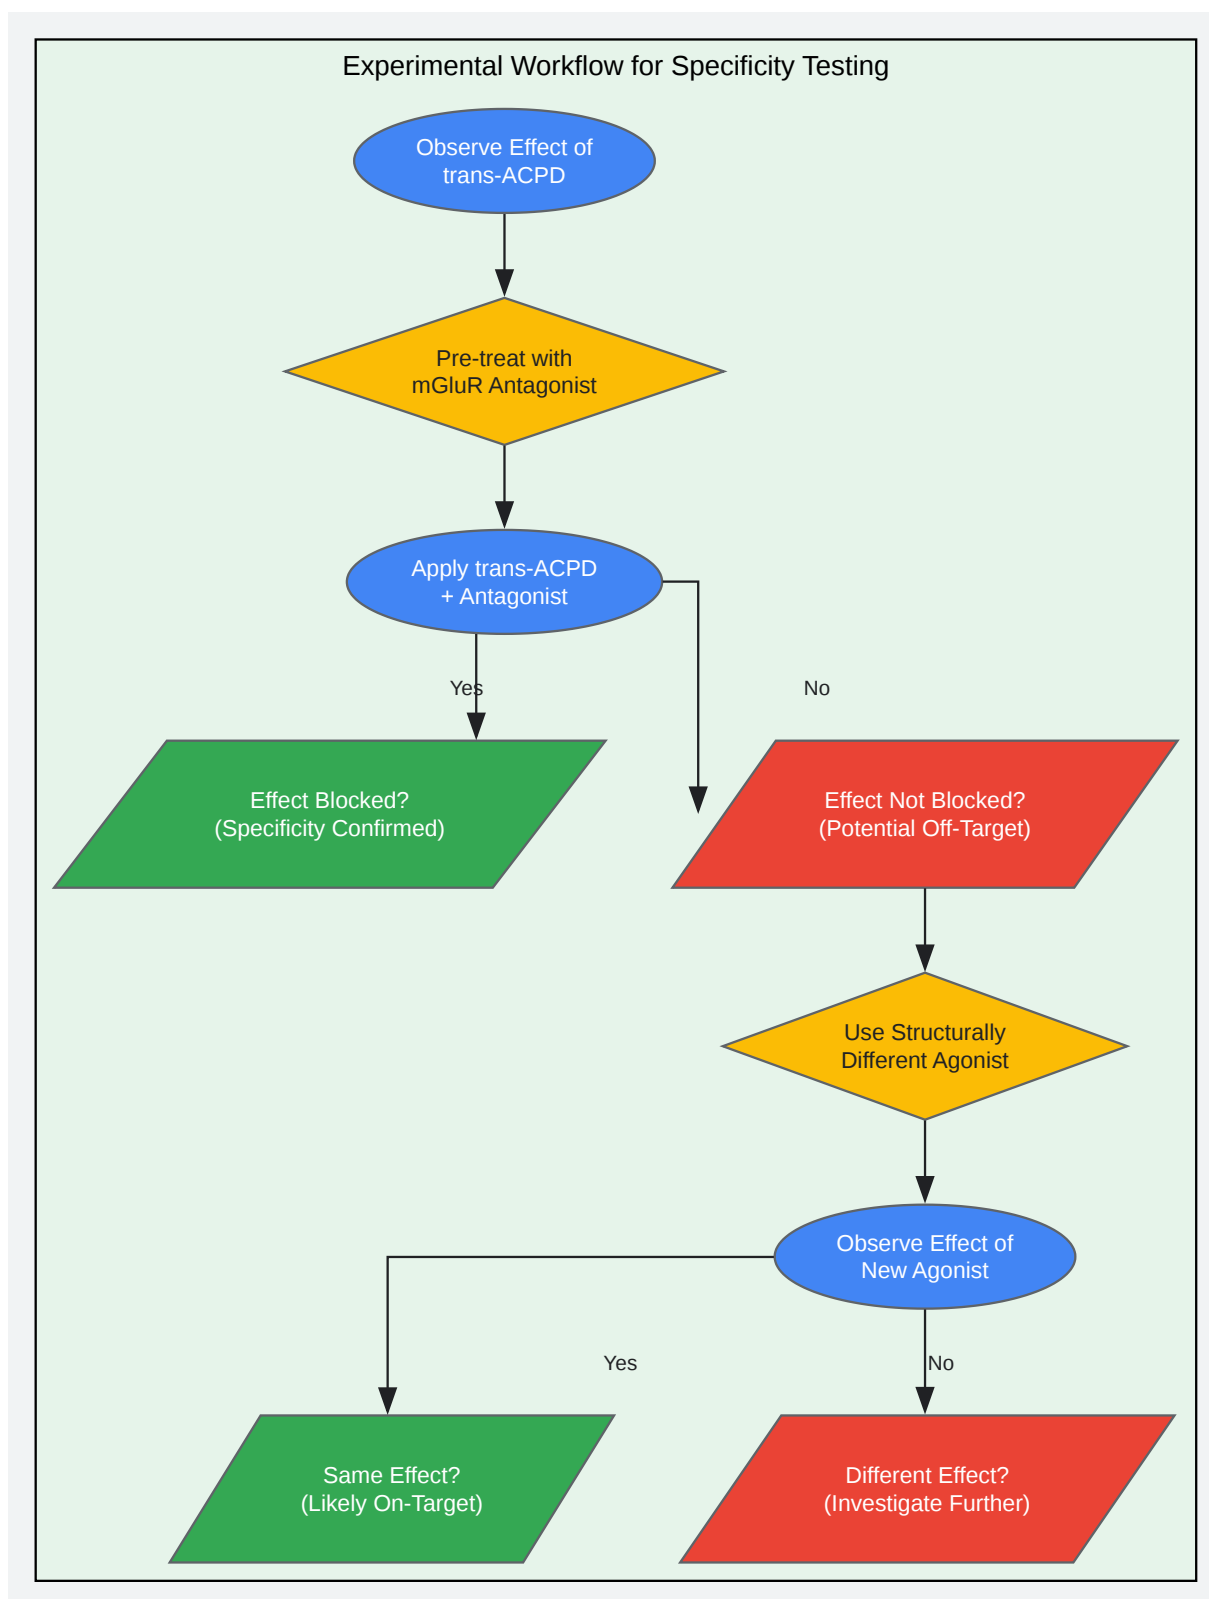 Experimental Workflow for Specificity Testing
Observe Effect of
trans-ACPD
Pre-treat with
mGluR Antagonist
Apply trans-ACPD
+ Antagonist
Yes
No
Effect Blocked?
(Specificity Confirmed)
Effect Not Blocked?
(Potential Off-Target)
Use Structurally
Different Agonist
Observe Effect of
New Agonist
Yes
No
Same Effect?
(Likely On-Target)
Different Effect?
(Investigate Further)